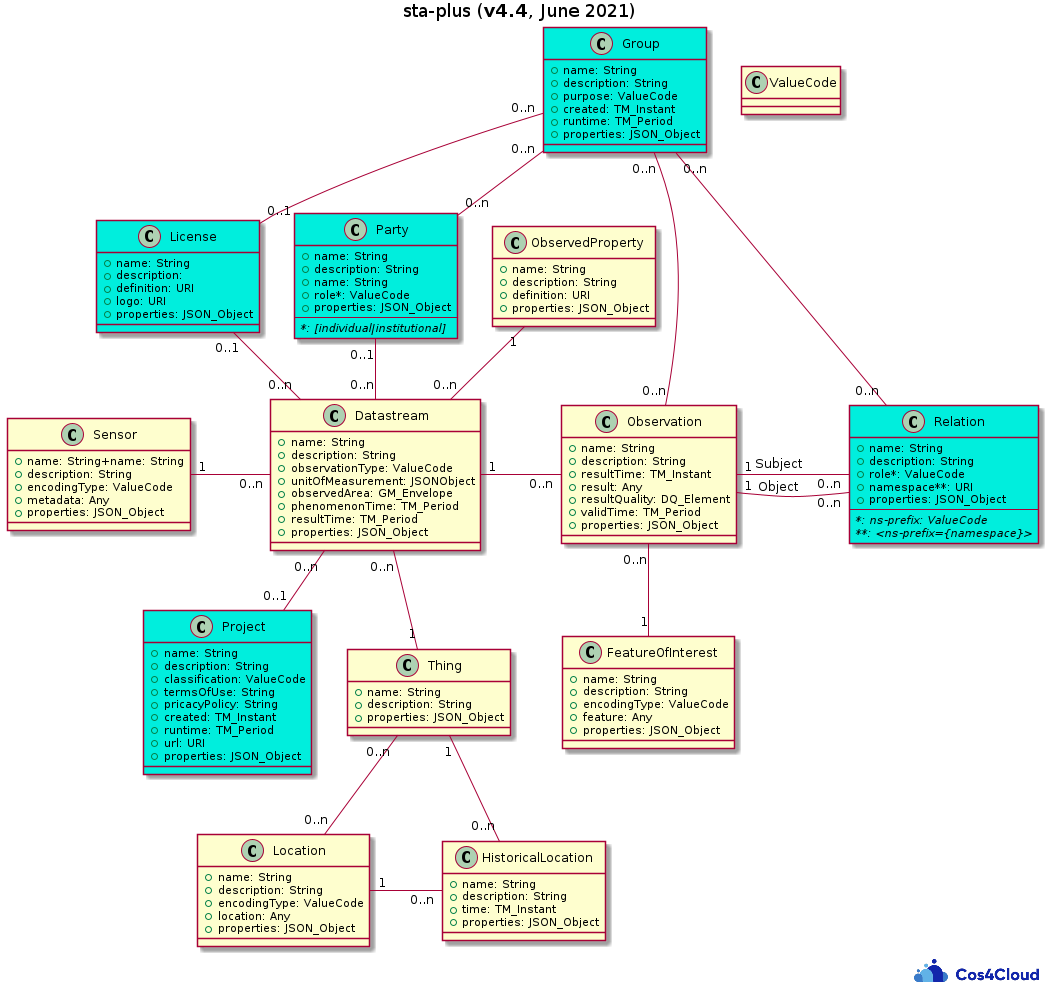 sta-plus (v4.4, June 2021)
C Group
name: String
description: String
purpose: ValueCode
created: TM_Instant
runtime: TM_Period
properties: JSON_Object
C ValueCode
0..n
0..n
0..n
0..n
0..1
0..n
C License
name: String
description:
definition: URI
logo: URI
properties: JSON_Object
C Party
name: String
description: String
name: String
role*: ValueCode
properties: JSON_Object
*: [individual|institutional]
C ObservedProperty
name: String
description: String
definition: URI
properties: JSON_Object
0..1
0..1
1
0..n
0..n
0..n
0..n
0..n
C Sensor
name: String+name: String
description: String
encodingType: ValueCode
metadata: Any
properties: JSON_Object
1
0..n
C Datastream
name: String
description: String
observationType: ValueCode
unitOfMeasurement: JSONObject
observedArea: GM_Envelope
phenomenonTime: TM_Period
resultTime: TM_Period
properties: JSON_Object
1
0..n
C Observation
name: String
description: String
resultTime: TM_Instant
result: Any
resultQuality: DQ_Element
validTime: TM_Period
properties: JSON_Object
1 Subject
0..n
1 Object
0..n
C Relation
name: String
description: String
role*: ValueCode
namespace**: URI
properties: JSON_Object
*: ns-prefix: ValueCode
**: <ns-prefix={namespace}>
0..n
0..n
0..n
0..1
1
1
C Project
name: String
description: String
classification: ValueCode
termsOfUse: String
pricacyPolicy: String
created: TM_Instant
runtime: TM_Period
url: URI
properties: JSON_Object
C Thing
name: String
description: String
properties: JSON_Object
C FeatureOfInterest
name: String
description: String
encodingType: ValueCode
feature: Any
properties: JSON_Object
0..n
1
0..n
0..n
C Location
name: String
description: String
encodingType: ValueCode
location: Any
properties: JSON_Object
1
0..n
C HistoricalLocation
name: String
description: String
time: TM_Instant
properties: JSON_Object
Cos4Cloud